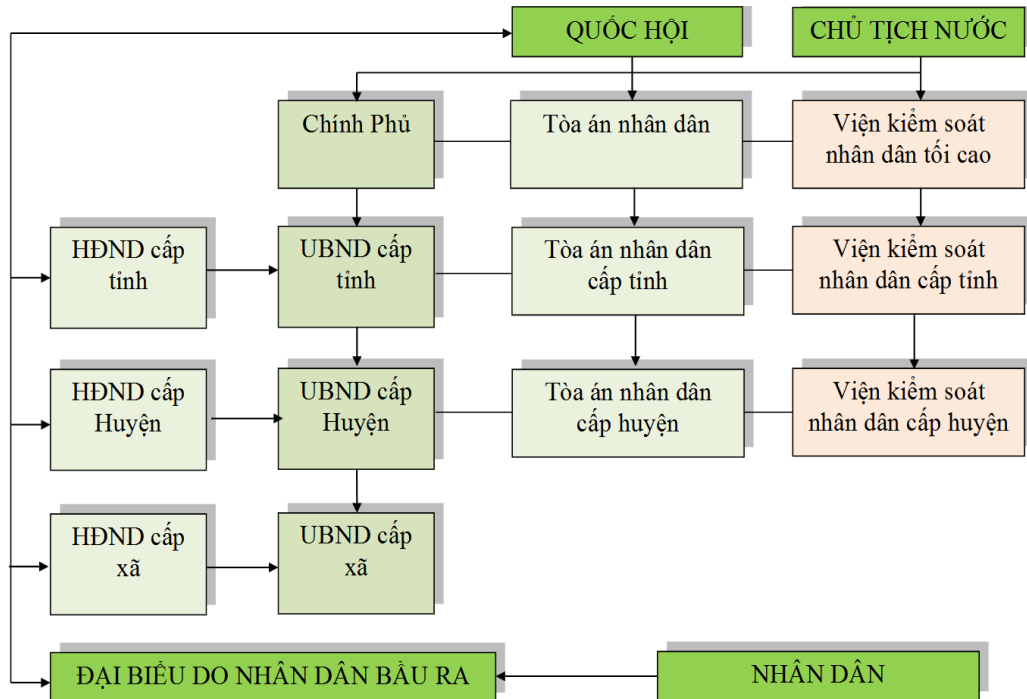 QUỐC HỘI
CHỦ TỊCH NƯỚC
Chính Phủ
Tòa án nhân dân
Viện kiểm soát
nhân dân tối cao
HĐND cấp
tỉnh
UBND cấp
tỉnh
Tòa án nhân dân
cấp tỉnh
Viện kiểm soát
nhân dân cấp tỉnh
HĐND cấp
Huyện
UBND cấp
Huyện
Tòa án nhân dân
cấp huyện
Viện kiểm soát
nhân dân cấp huyện
HĐND cấp
xã
UBND cấp
xã
ĐẠI BIỂU DO NHÂN DÂN BẦU RA
NHÂN DÂN